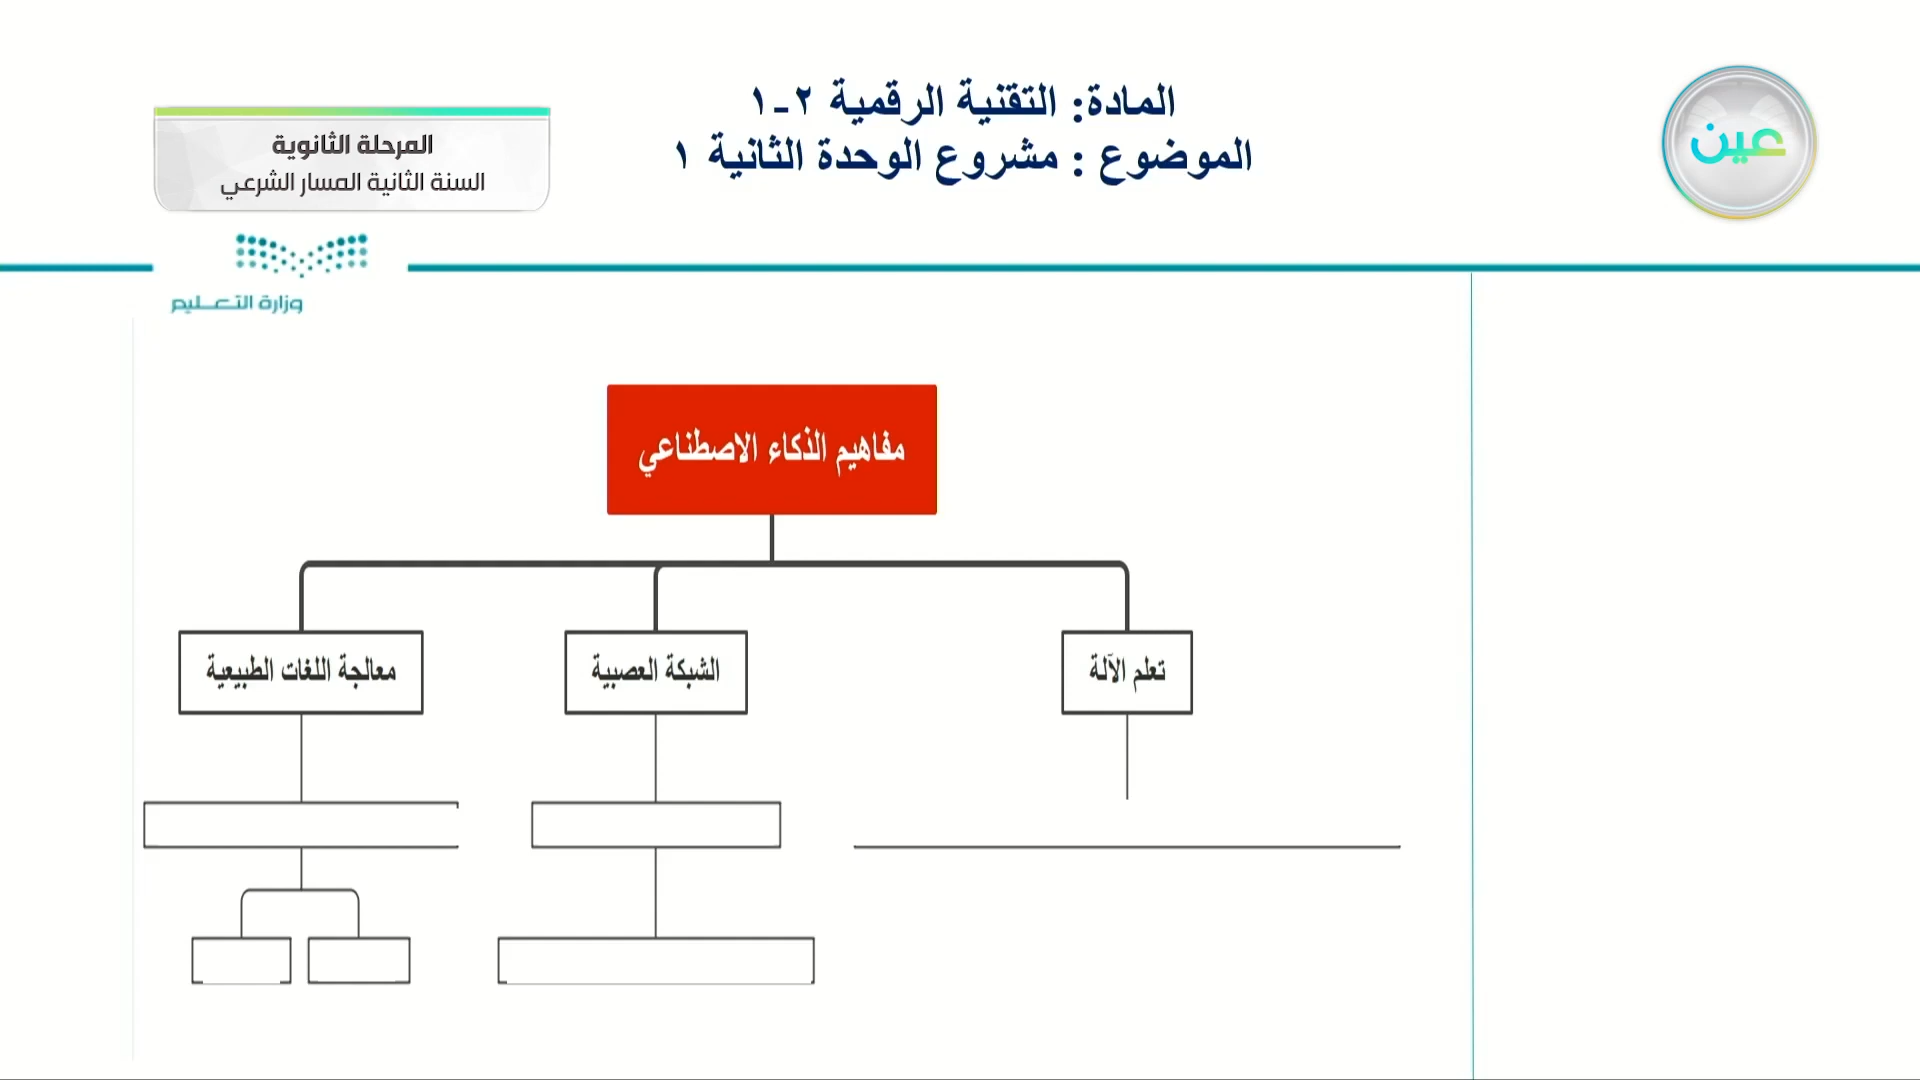 المادة: التقنية الرقمية ٢-١
الموضوع : مشروع الوحدة الثانية ١
عين
المرحلة الثانوية
السنة الثانية المسار الشرعي
وزارة التعليم
مفاهيم الذكاء الاصطناعي
تعلم الآلة
الشبكة العصبية
معالجة اللغات الطبيعية